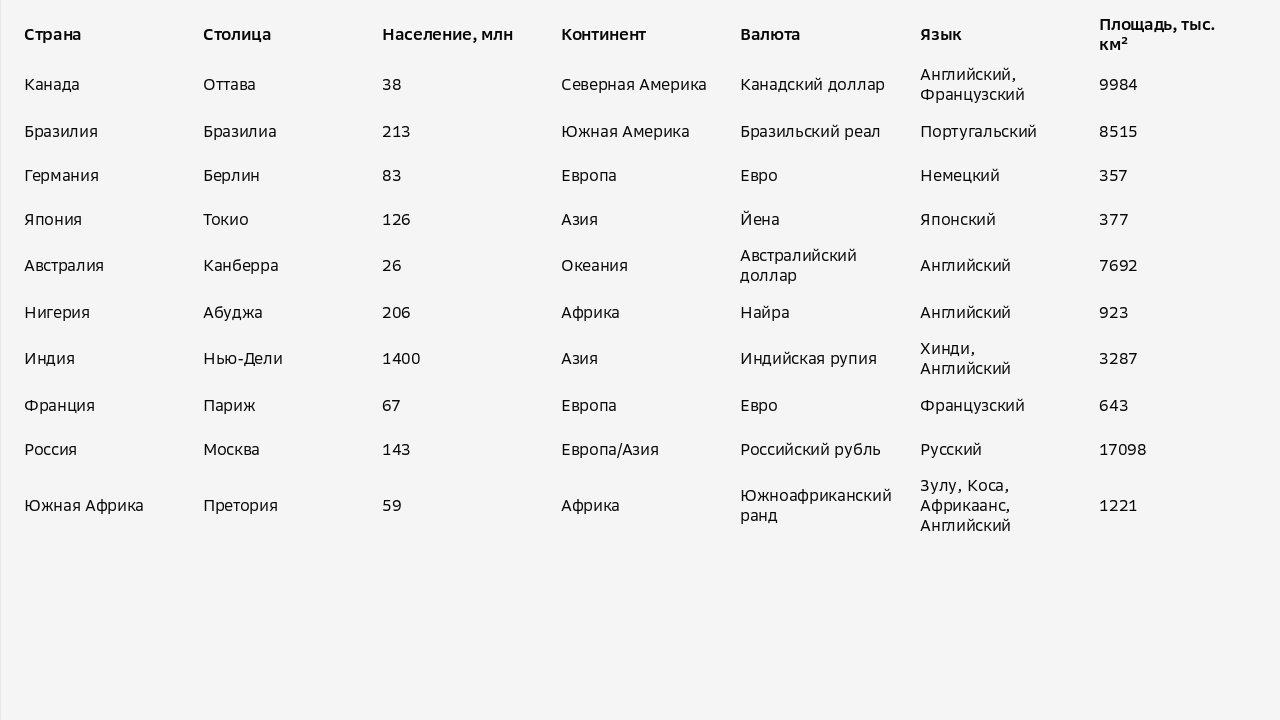 Страна Столица Население, млн Континент Валюта Язык Площадь, тыс. км²
Канада Оттава 38 Северная Америка Канадский доллар Английский, Французский 9984
Бразилия Бразилиа 213 Южная Америка Бразильский реал Португальский 8515
Германия Берлин 83 Европа Евро Немецкий 357
Япония Токио 126 Азия Йена Японский 377
Австралия Канберра 26 Океания Австралийский доллар Английский 7692
Нигерия Абуджа 206 Африка Найра Английский 923
Индия Нью-Дели 1400 Азия Индийская рупия Хинди, Английский 3287
Франция Париж 67 Европа Евро Французский 643
Россия Москва 143 Европа/Азия Российский рубль Русский 17098
Южная Африка Претория 59 Африка Южноафриканский ранд Зулу, Коса, Африкаанс, Английский 1221